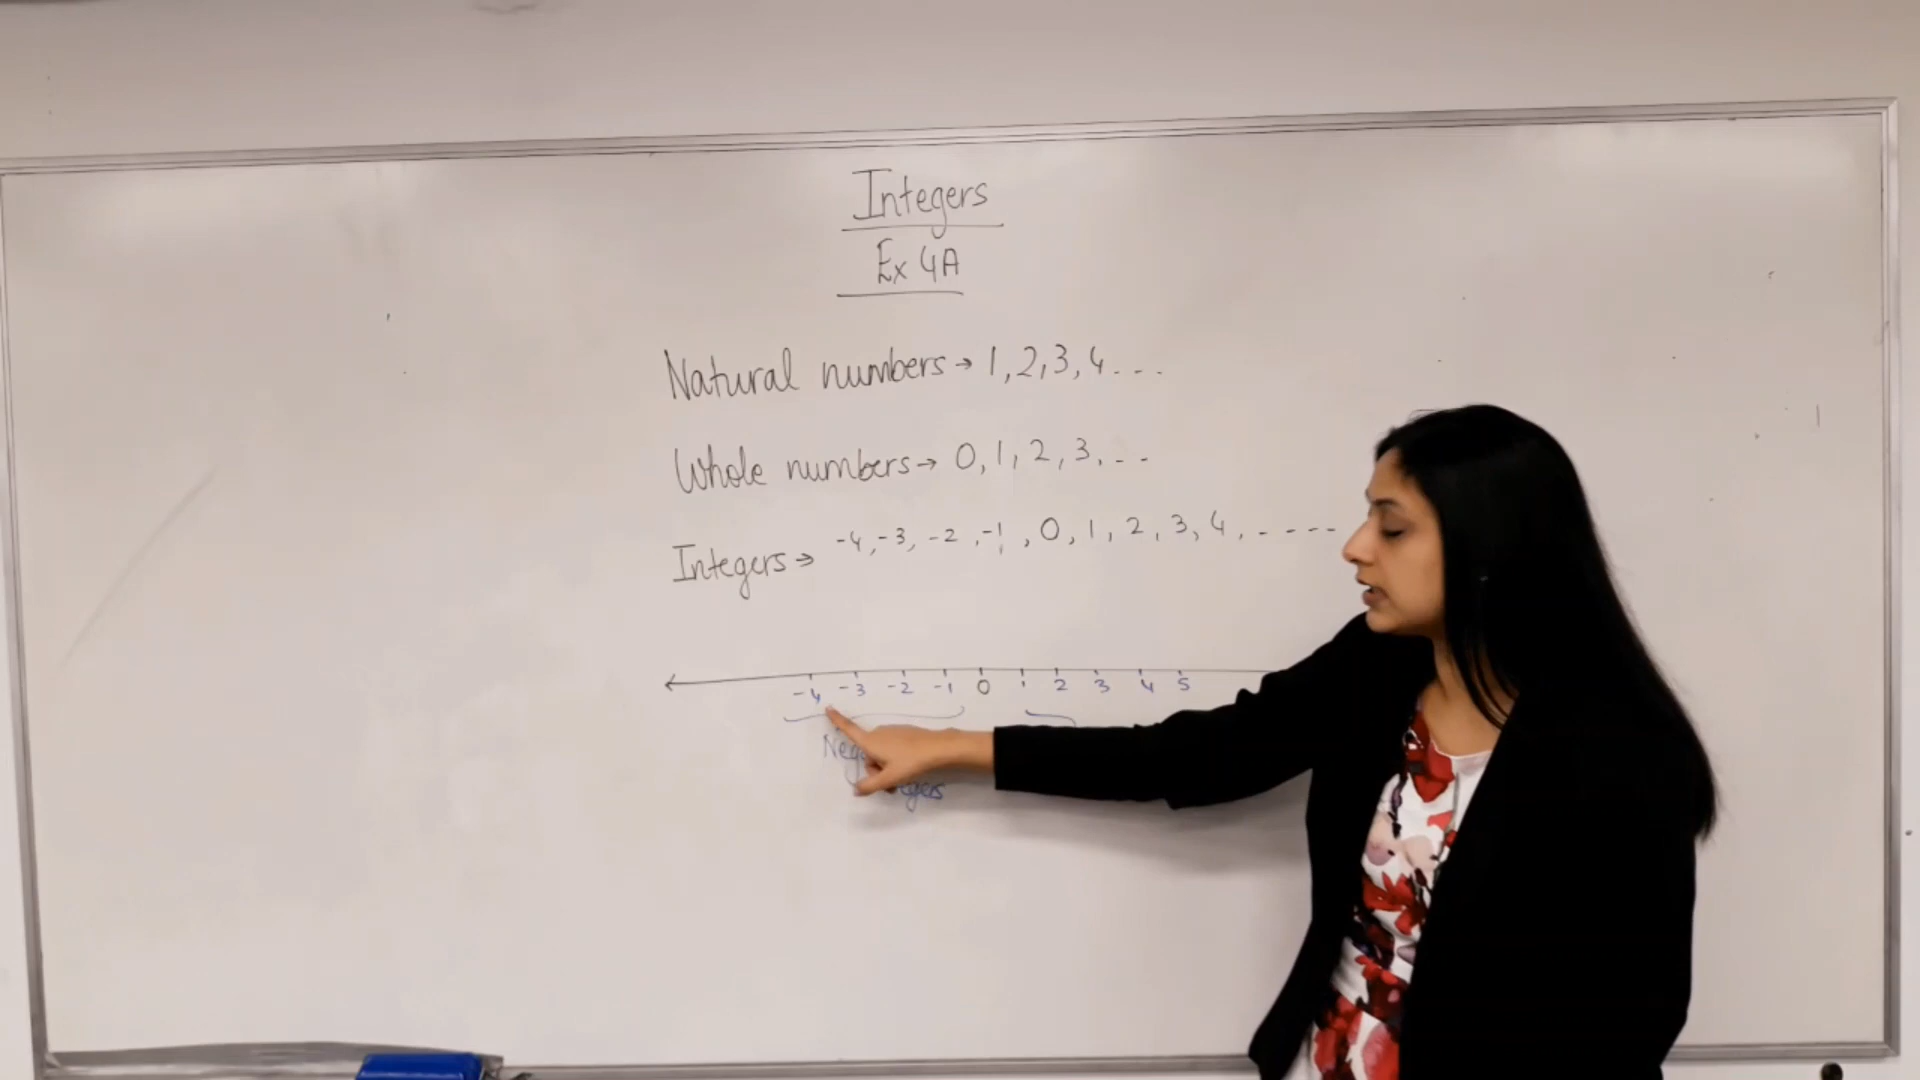 Integers
Ex 4A
Natural numbers → 1, 2, 3, 4 . . .
Whole numbers → 0, 1, 2, 3, . . .
Integers → -4, -3, -2, -1, 0, 1, 2, 3, 4, - - - -
-4 -3 -2 -1 0 1 2 3 4 5